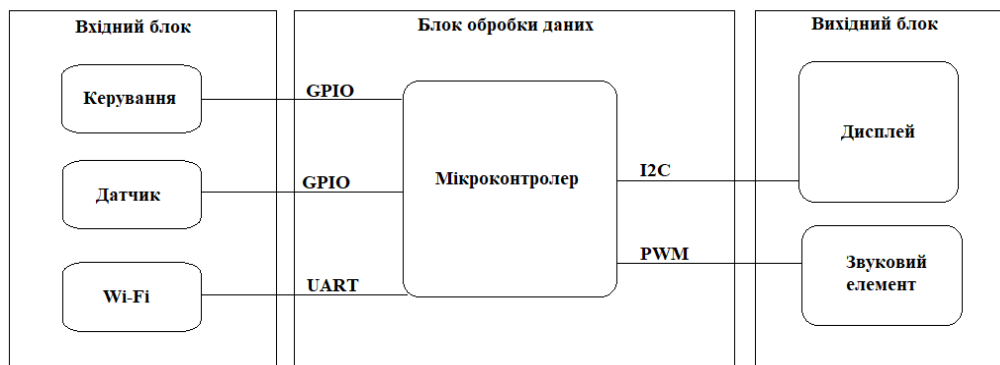 Вхідний блок
Керування
Датчик
Wi-Fi
Блок обробки даних
GPIO
GPIO
UART
Мікроконтролер
I2C
PWM
Вихідний блок
Дисплей
Звуковий
елемент